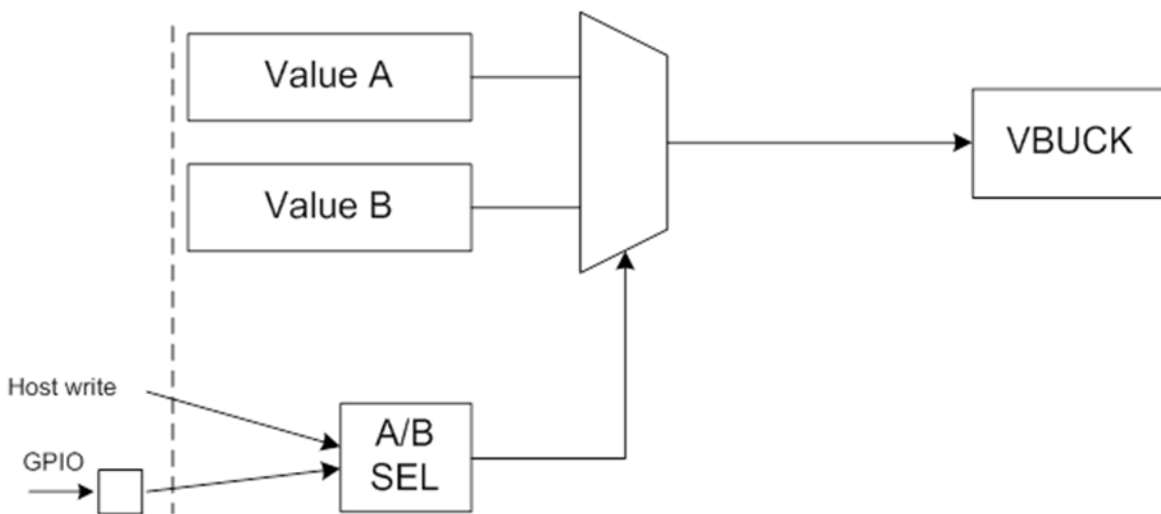 Value A
VBUCK
Value B
Host write
A/B
SEL
GPIO